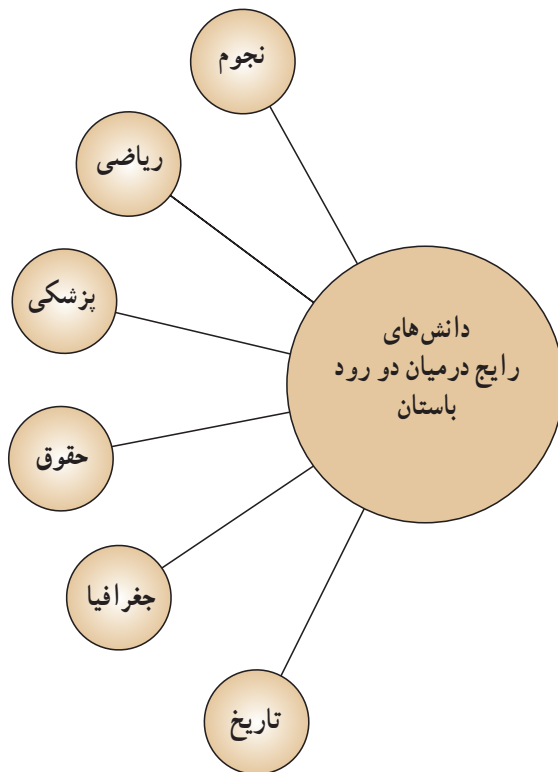 نجوم
ریاضی
پزشکی
دانش‌های
رایج درمیان دو رود
باستان
حقوق
جغرافیا
تاریخ